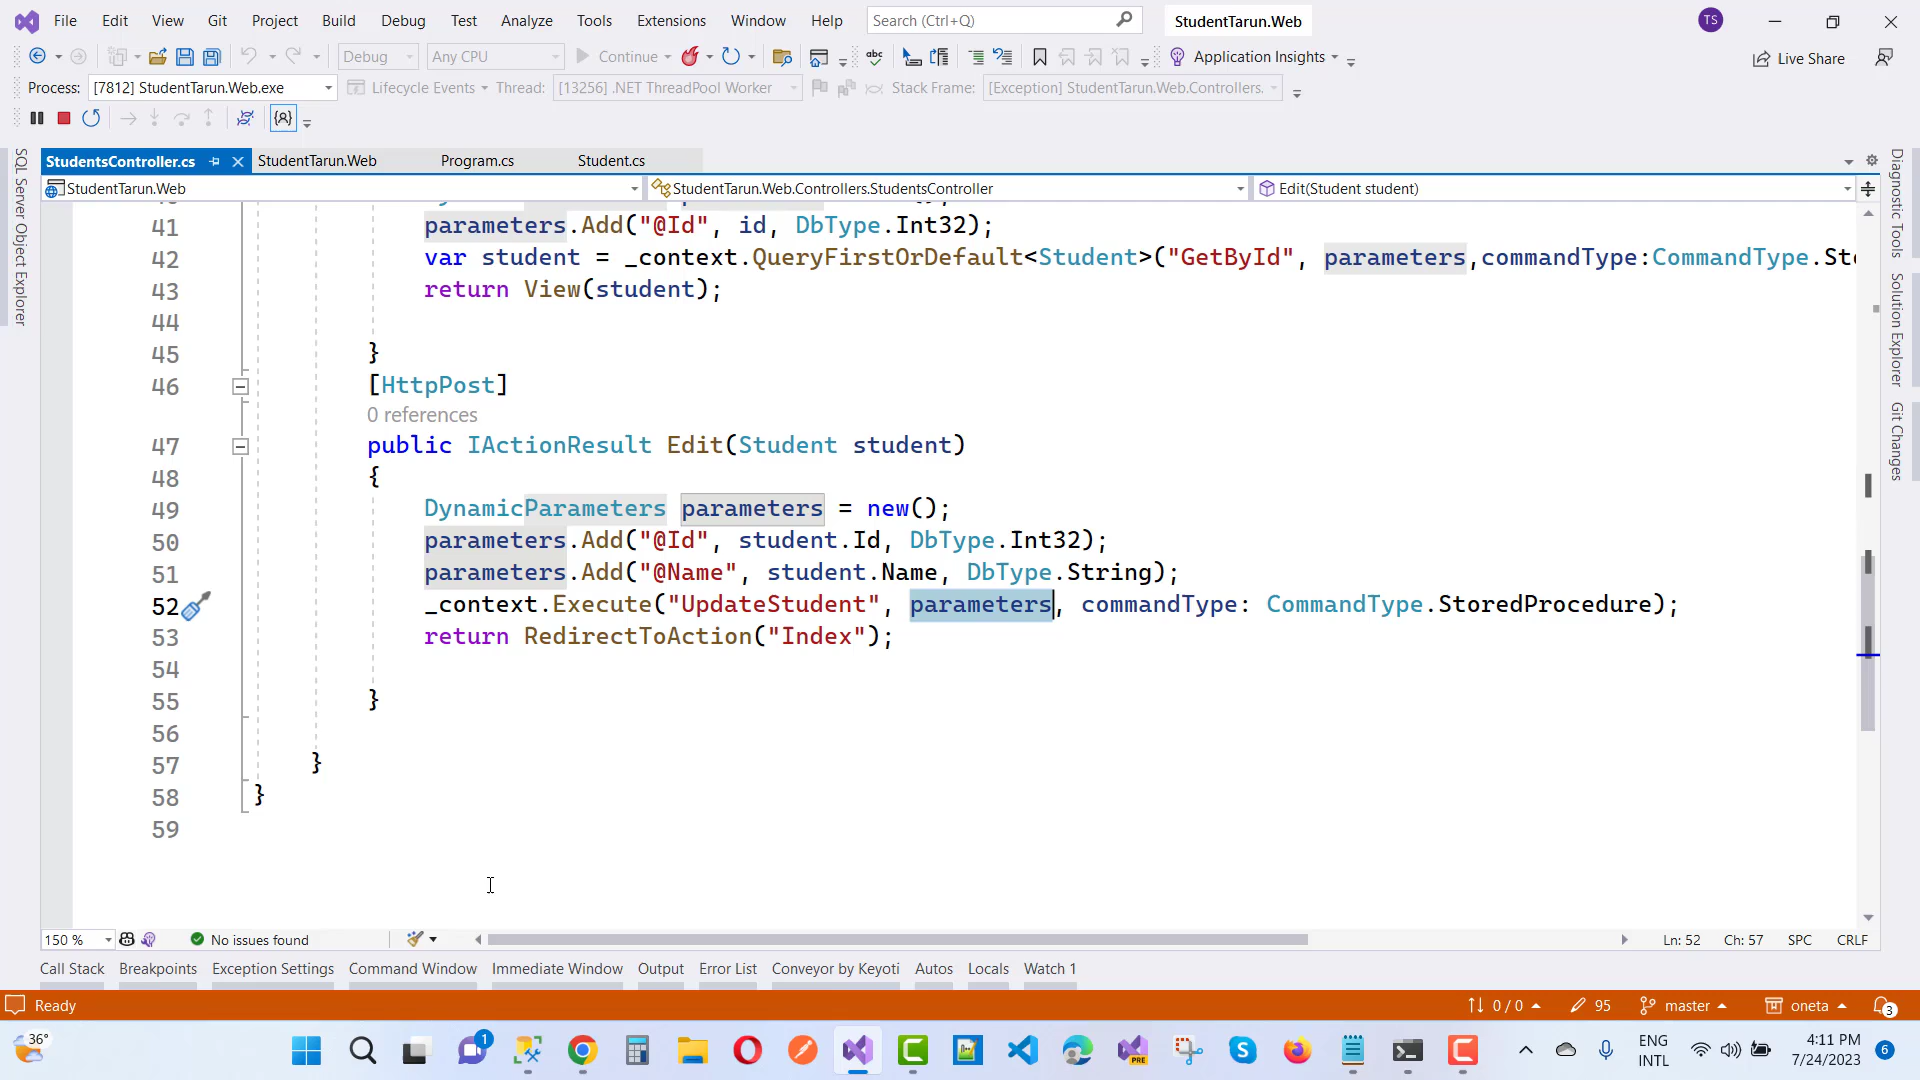 File Edit View Git Project Build Debug Test Analyze Tools Extensions Window Help Search (Ctrl+Q) StudentTarun.Web TS
Debug Any CPU Continue Application Insights Live Share
Process: [7812] StudentTarun.Web.exe Lifecycle Events Thread: [13256] .NET ThreadPool Worker Stack Frame: [Exception] StudentTarun.Web.Controllers.
SQL Server Object Explorer
StudentsController.cs StudentTarun.Web Program.cs Student.cs
StudentTarun.Web StudentTarun.Web.Controllers.StudentsController Edit(Student student)
41 parameters.Add("@Id", id, DbType.Int32);
42 var student = _context.QueryFirstOrDefault<Student>("GetById", parameters,commandType:CommandType.Sto
43 return View(student);
44
45 }
46 [HttpPost]
0 references
47 public IActionResult Edit(Student student)
48 {
49 DynamicParameters parameters = new();
50 parameters.Add("@Id", student.Id, DbType.Int32);
51 parameters.Add("@Name", student.Name, DbType.String);
52 _context.Execute("UpdateStudent", parameters, commandType: CommandType.StoredProcedure);
53 return RedirectToAction("Index");
54
55 }
56
57 }
58 }
59
Diagnostic Tools
Solution Explorer
Git Changes
150 % No issues found Ln: 52 Ch: 57 SPC CRLF
Call Stack Breakpoints Exception Settings Command Window Immediate Window Output Error List Conveyor by Keyoti Autos Locals Watch 1
Ready 0 / 0 95 master oneta 3
36° 1 PRE ENG INTL 4:11 PM 7/24/2023 6